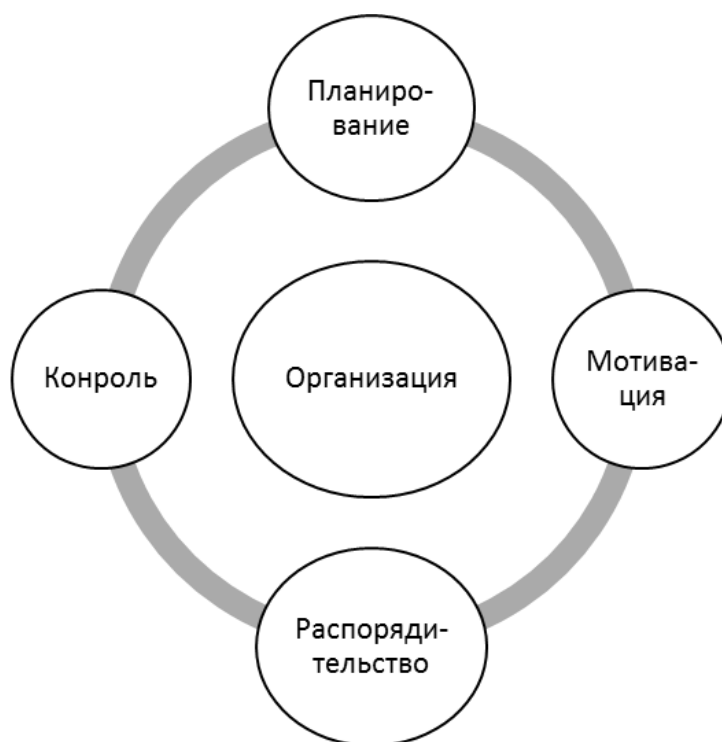 Планиро-
вание
Конроль
Организация
Мотива-
ция
Распоряди-
тельство